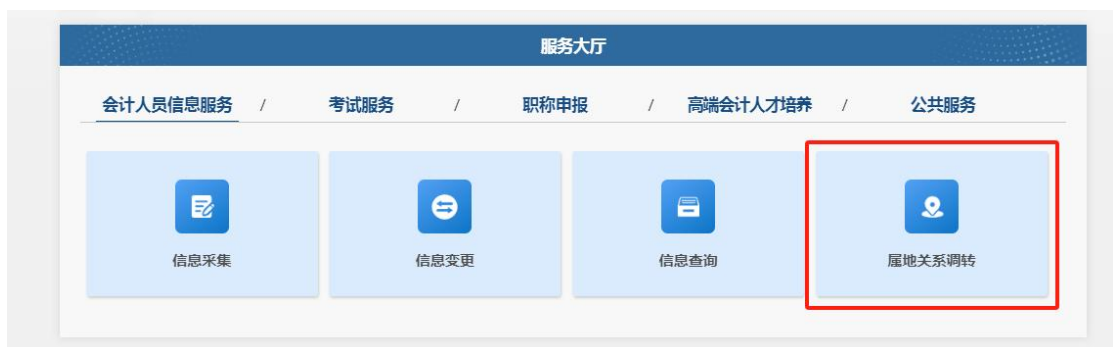 服务大厅
会计人员信息服务 / 考试服务 / 职称申报 / 高端会计人才培养 / 公共服务
信息采集 信息变更 信息查询 属地关系调转